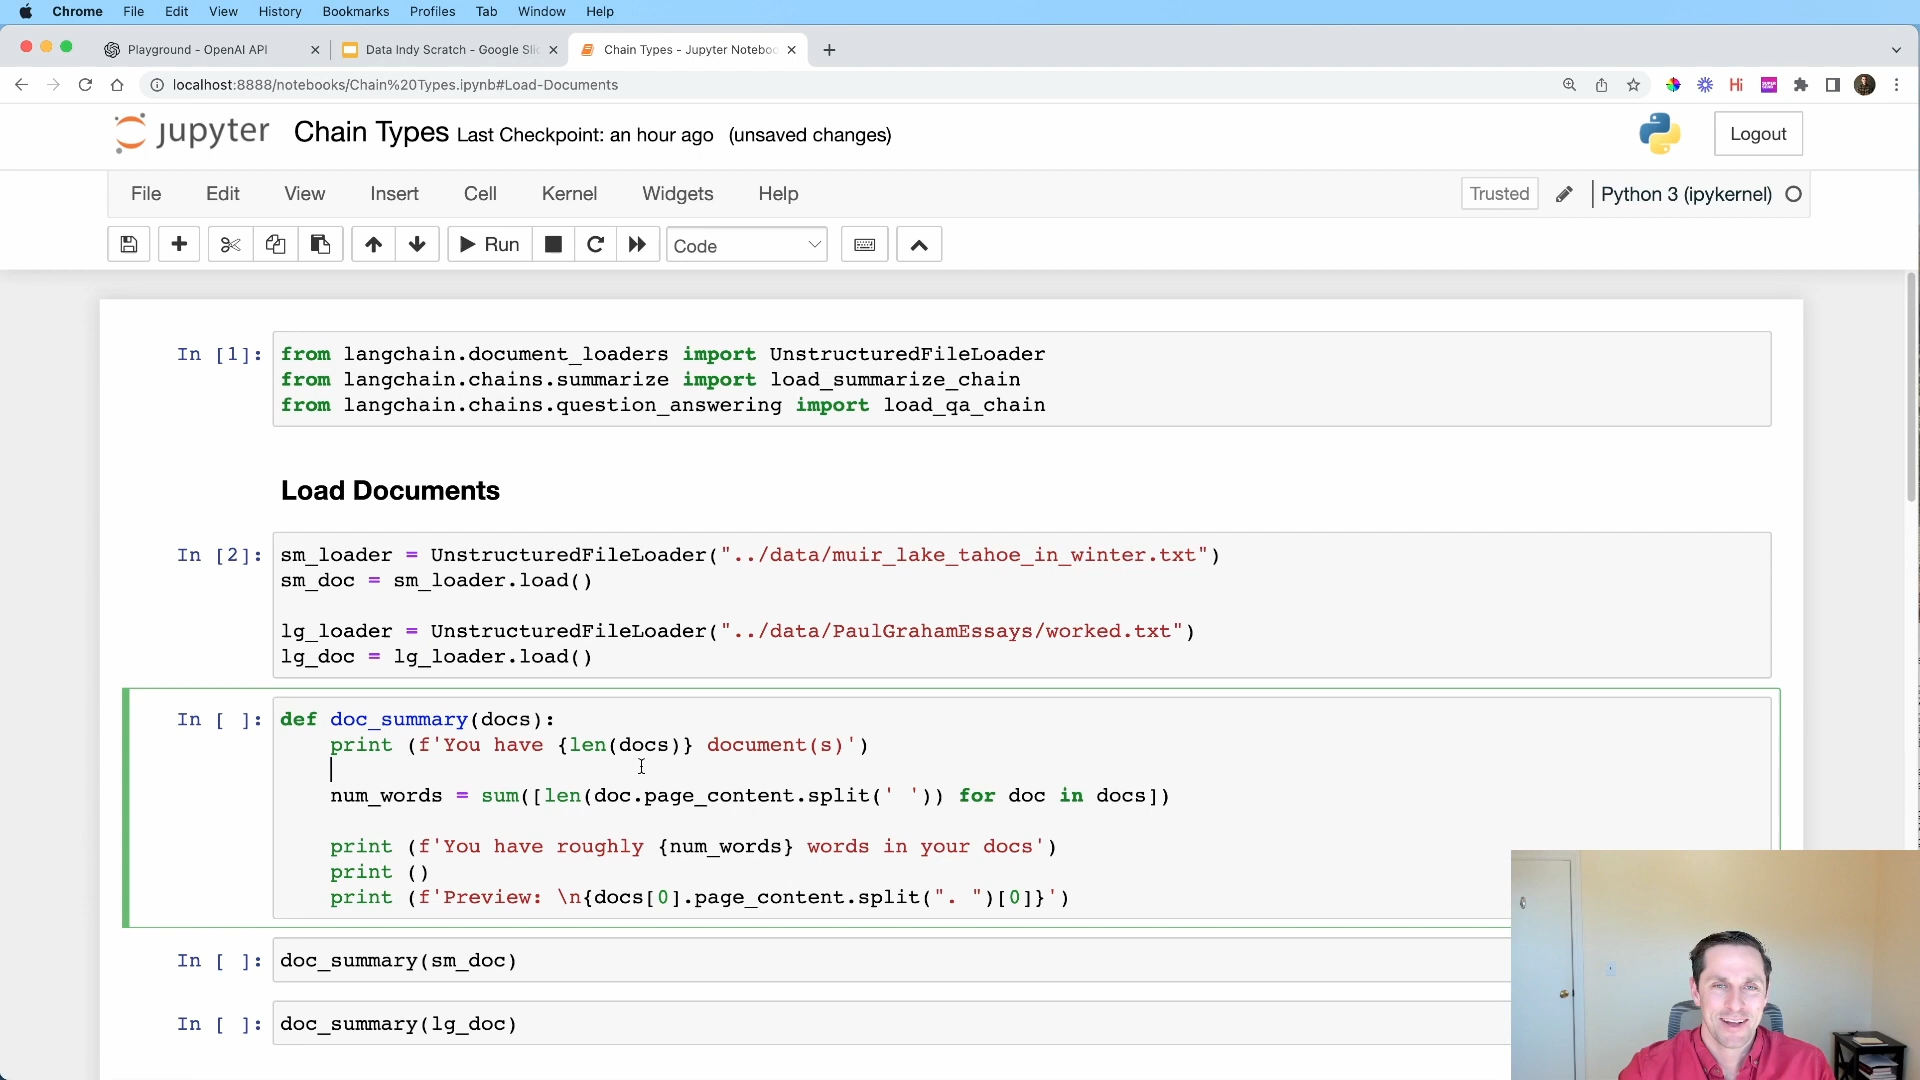 Chrome File Edit View History Bookmarks Profiles Tab Window Help
Playground - OpenAI API Data Indy Scratch - Google Slid Chain Types - Jupyter Noteboo
localhost:8888/notebooks/Chain%20Types.ipynb#Load-Documents
Hi
jupyter Chain Types Last Checkpoint: an hour ago (unsaved changes) Logout
File Edit View Insert Cell Kernel Widgets Help Trusted Python 3 (ipykernel)
Run Code
In [1]: from langchain.document_loaders import UnstructuredFileLoader
from langchain.chains.summarize import load_summarize_chain
from langchain.chains.question_answering import load_qa_chain
Load Documents
In [2]: sm_loader = UnstructuredFileLoader("../data/muir_lake_tahoe_in_winter.txt")
sm_doc = sm_loader.load()
lg_loader = UnstructuredFileLoader("../data/PaulGrahamEssays/worked.txt")
lg_doc = lg_loader.load()
In [ ]: def doc_summary(docs):
print (f'You have {len(docs)} document(s)')
num_words = sum([len(doc.page_content.split(' ')) for doc in docs])
print (f'You have roughly {num_words} words in your docs')
print ()
print (f'Preview: \n{docs[0].page_content.split(". ")[0]}')
In [ ]: doc_summary(sm_doc)
In [ ]: doc_summary(lg_doc)